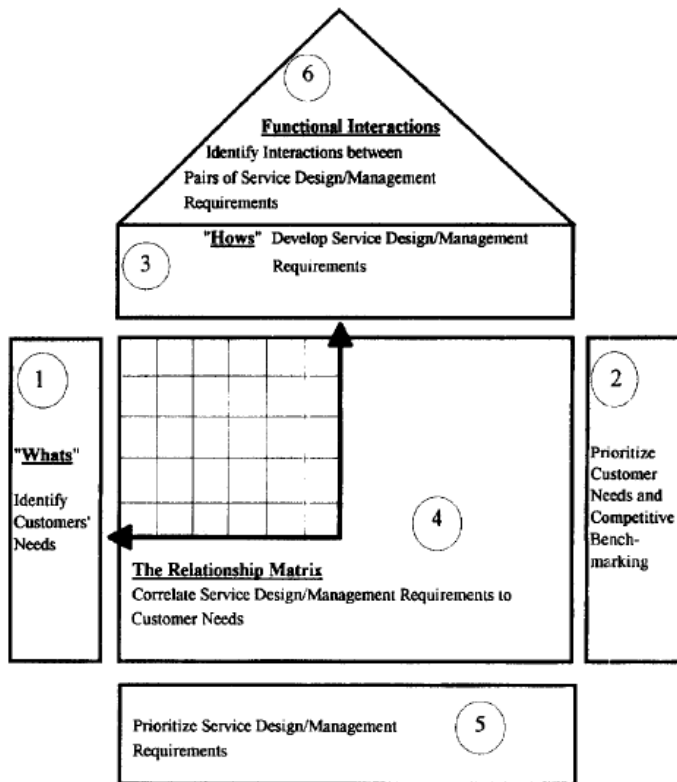 6
Functional Interactions
Identify Interactions between
Pairs of Service Design/Management
Requirements
"Hows" Develop Service Design/Management
Requirements
3
1
"Whats"
Identify
Customers'
Needs
2
Prioritize
Customer
Needs and
Competitive
Bench-
marking
4
The Relationship Matrix
Correlate Service Design/Management Requirements to
Customer Needs
Prioritize Service Design/Management
Requirements
5